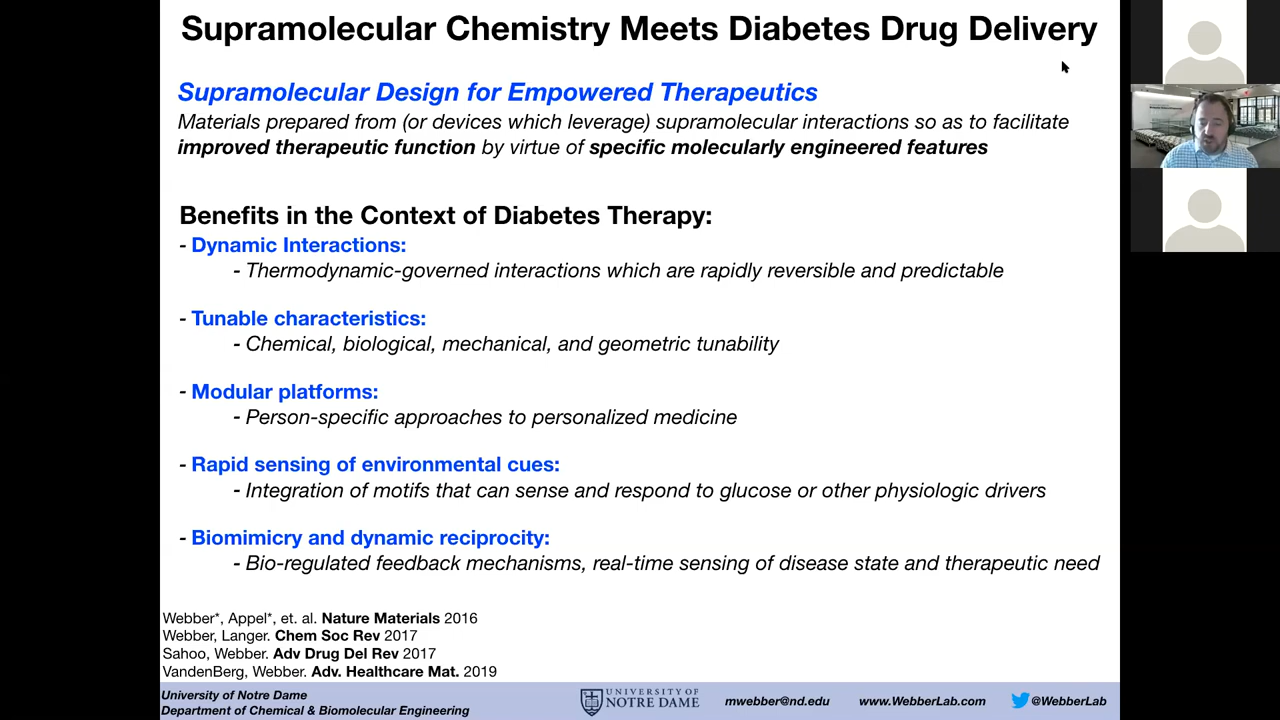 Supramolecular Chemistry Meets Diabetes Drug Delivery
Supramolecular Design for Empowered Therapeutics
Materials prepared from (or devices which leverage) supramolecular interactions so as to facilitate
improved therapeutic function by virtue of specific molecularly engineered features
Benefits in the Context of Diabetes Therapy:
- Dynamic Interactions:
- Thermodynamic-governed interactions which are rapidly reversible and predictable
- Tunable characteristics:
- Chemical, biological, mechanical, and geometric tunability
- Modular platforms:
- Person-specific approaches to personalized medicine
- Rapid sensing of environmental cues:
- Integration of motifs that can sense and respond to glucose or other physiologic drivers
- Biomimicry and dynamic reciprocity:
- Bio-regulated feedback mechanisms, real-time sensing of disease state and therapeutic need
Webber*, Appel*, et. al. Nature Materials 2016
Webber, Langer. Chem Soc Rev 2017
Sahoo, Webber. Adv Drug Del Rev 2017
VandenBerg, Webber. Adv. Healthcare Mat. 2019
University of Notre Dame
Department of Chemical & Biomolecular Engineering
UNIVERSITY OF
NOTRE DAME
mwebber@nd.edu
www.WebberLab.com
@WebberLab